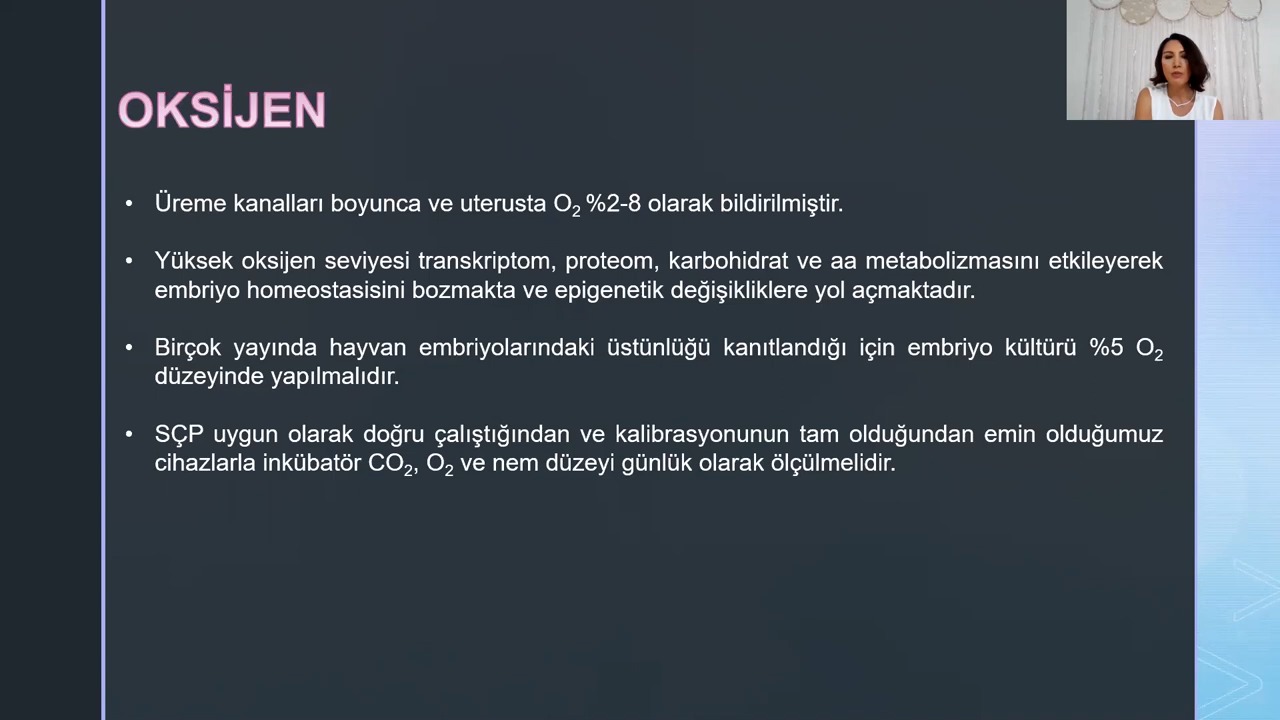 OKSİJEN
• Üreme kanalları boyunca ve uterusta O₂ %2-8 olarak bildirilmiştir.
• Yüksek oksijen seviyesi transkriptom, proteom, karbohidrat ve aa metabolizmasını etkileyerek
embriyo homeostasisini bozmakta ve epigenetik değişikliklere yol açmaktadır.
• Birçok yayında hayvan embriyolarındaki üstünlüğü kanıtlandığı için embriyo kültürü %5 O₂
düzeyinde yapılmalıdır.
• SÇP uygun olarak doğru çalıştığından ve kalibrasyonunun tam olduğundan emin olduğumuz
cihazlarla inkübatör CO₂, O₂ ve nem düzeyi günlük olarak ölçülmelidir.